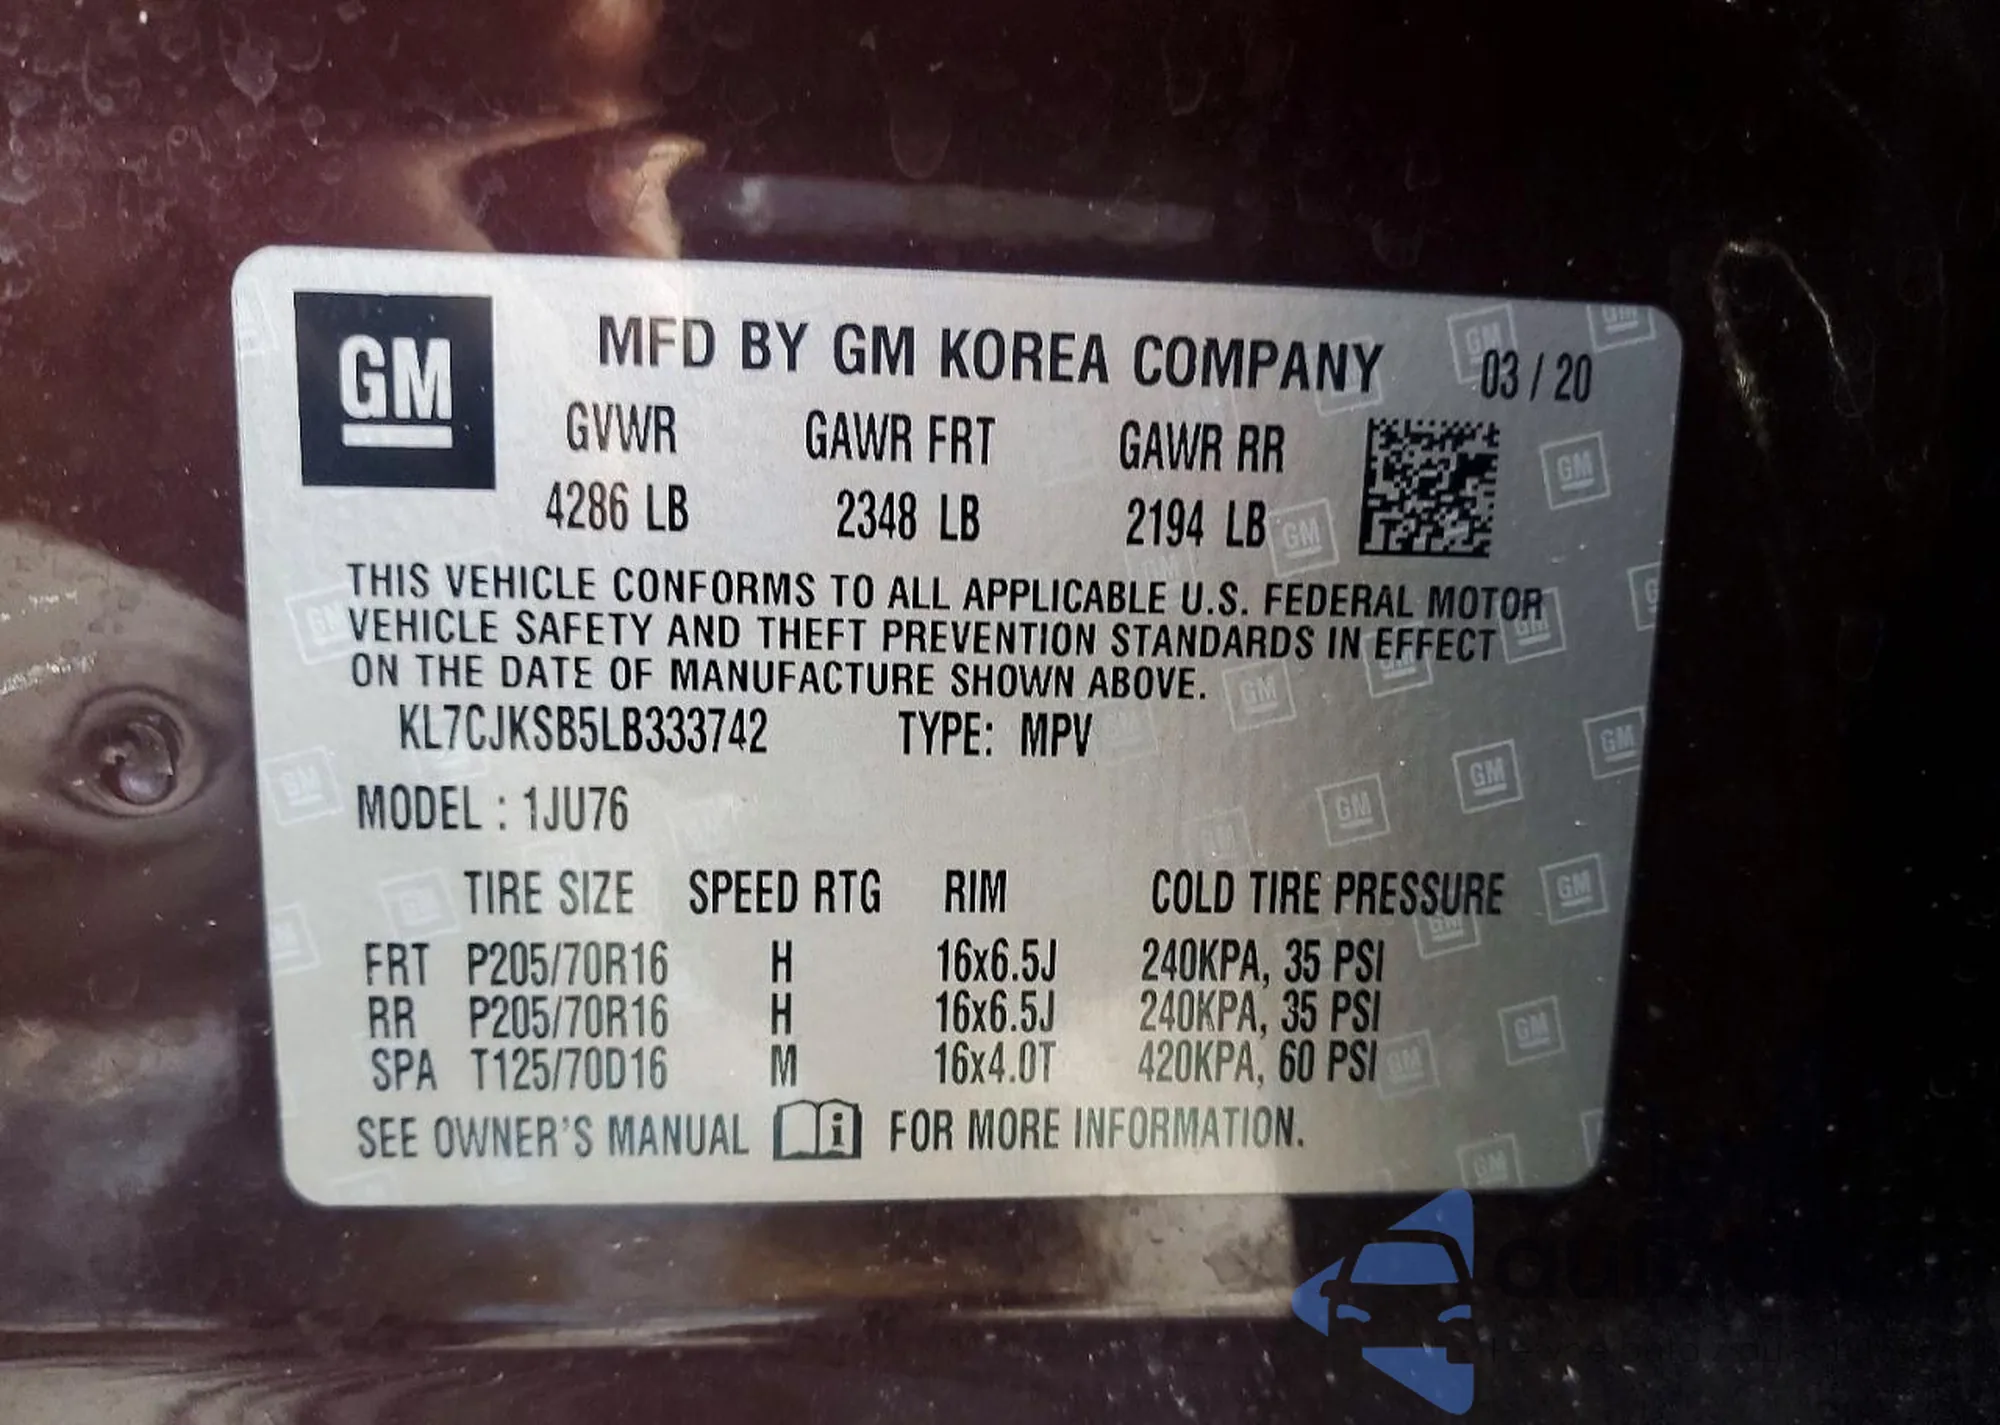 GM
MFD BY GM KOREA COMPANY 03 / 20
GVWR GAWR FRT GAWR RR
4286 LB 2348 LB 2194 LB
THIS VEHICLE CONFORMS TO ALL APPLICABLE U.S. FEDERAL MOTOR
VEHICLE SAFETY AND THEFT PREVENTION STANDARDS IN EFFECT
ON THE DATE OF MANUFACTURE SHOWN ABOVE.
KL7CJKSB5LB333742 TYPE: MPV
MODEL : 1JU76
TIRE SIZE SPEED RTG RIM COLD TIRE PRESSURE
FRT P205/70R16 H 16x6.5J 240KPA, 35 PSI
RR P205/70R16 H 16x6.5J 240KPA, 35 PSI
SPA T125/70D16 M 16x4.0T 420KPA, 60 PSI
SEE OWNER'S MANUAL i FOR MORE INFORMATION.